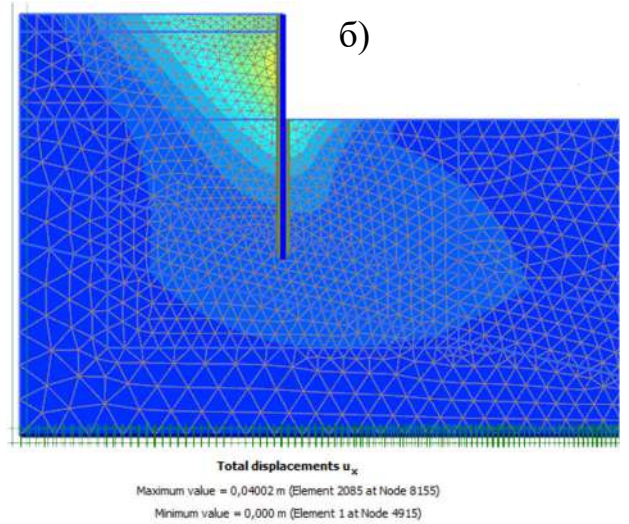 б)
Total displacements uₓ
Maximum value = 0,04002 m (Element 2085 at Node 8155)
Minimum value = 0,000 m (Element 1 at Node 4915)